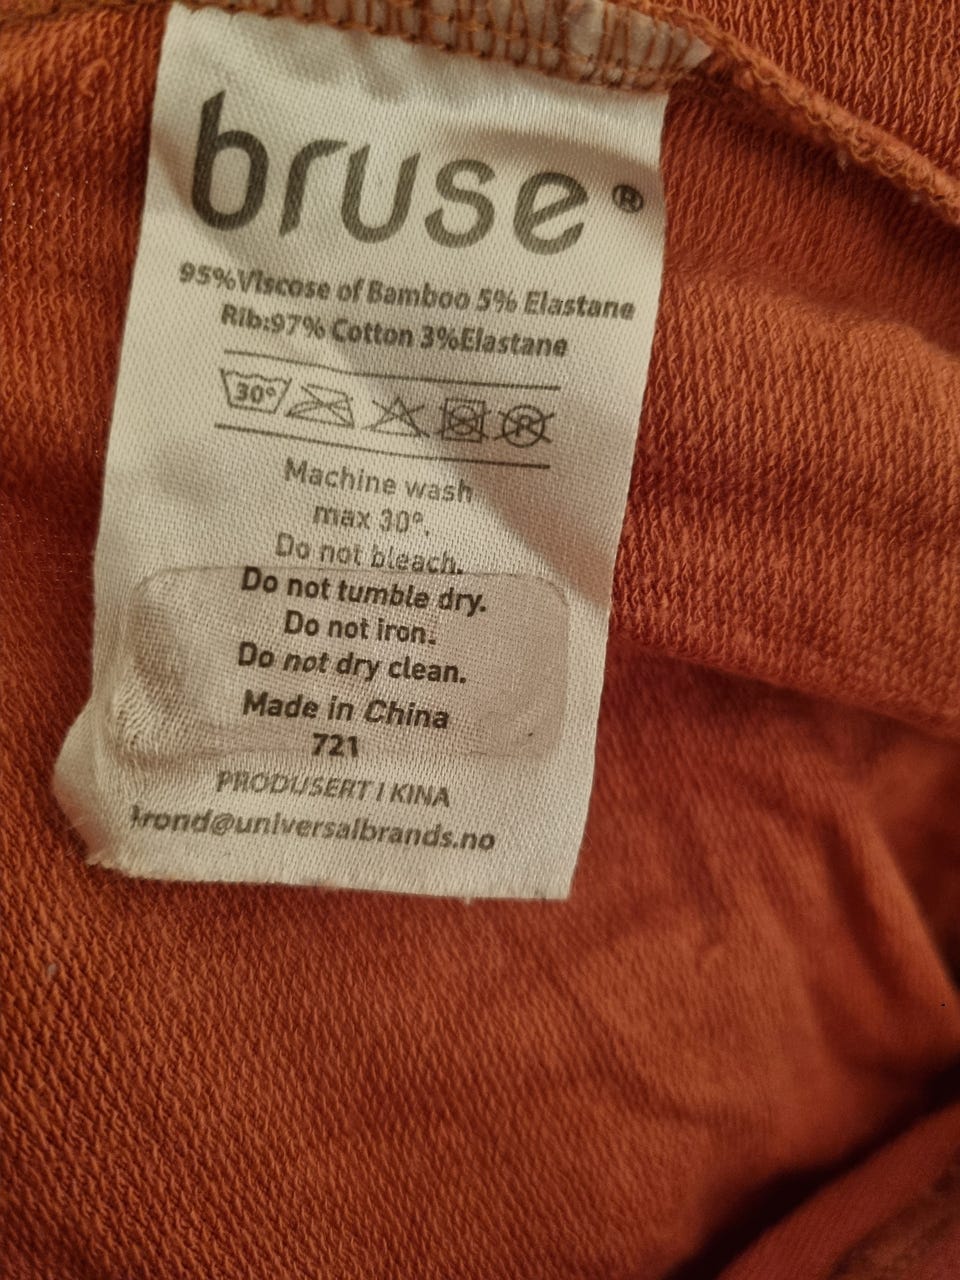 bruse®
95%Viscose of Bamboo 5% Elastane
Rib:97% Cotton 3%Elastane
30°
P
Machine wash
max 30°.
Do not bleach.
Do not tumble dry.
Do not iron.
Do not dry clean.
Made in China
721
PRODUSERT I KINA
trond@universalbrands.no